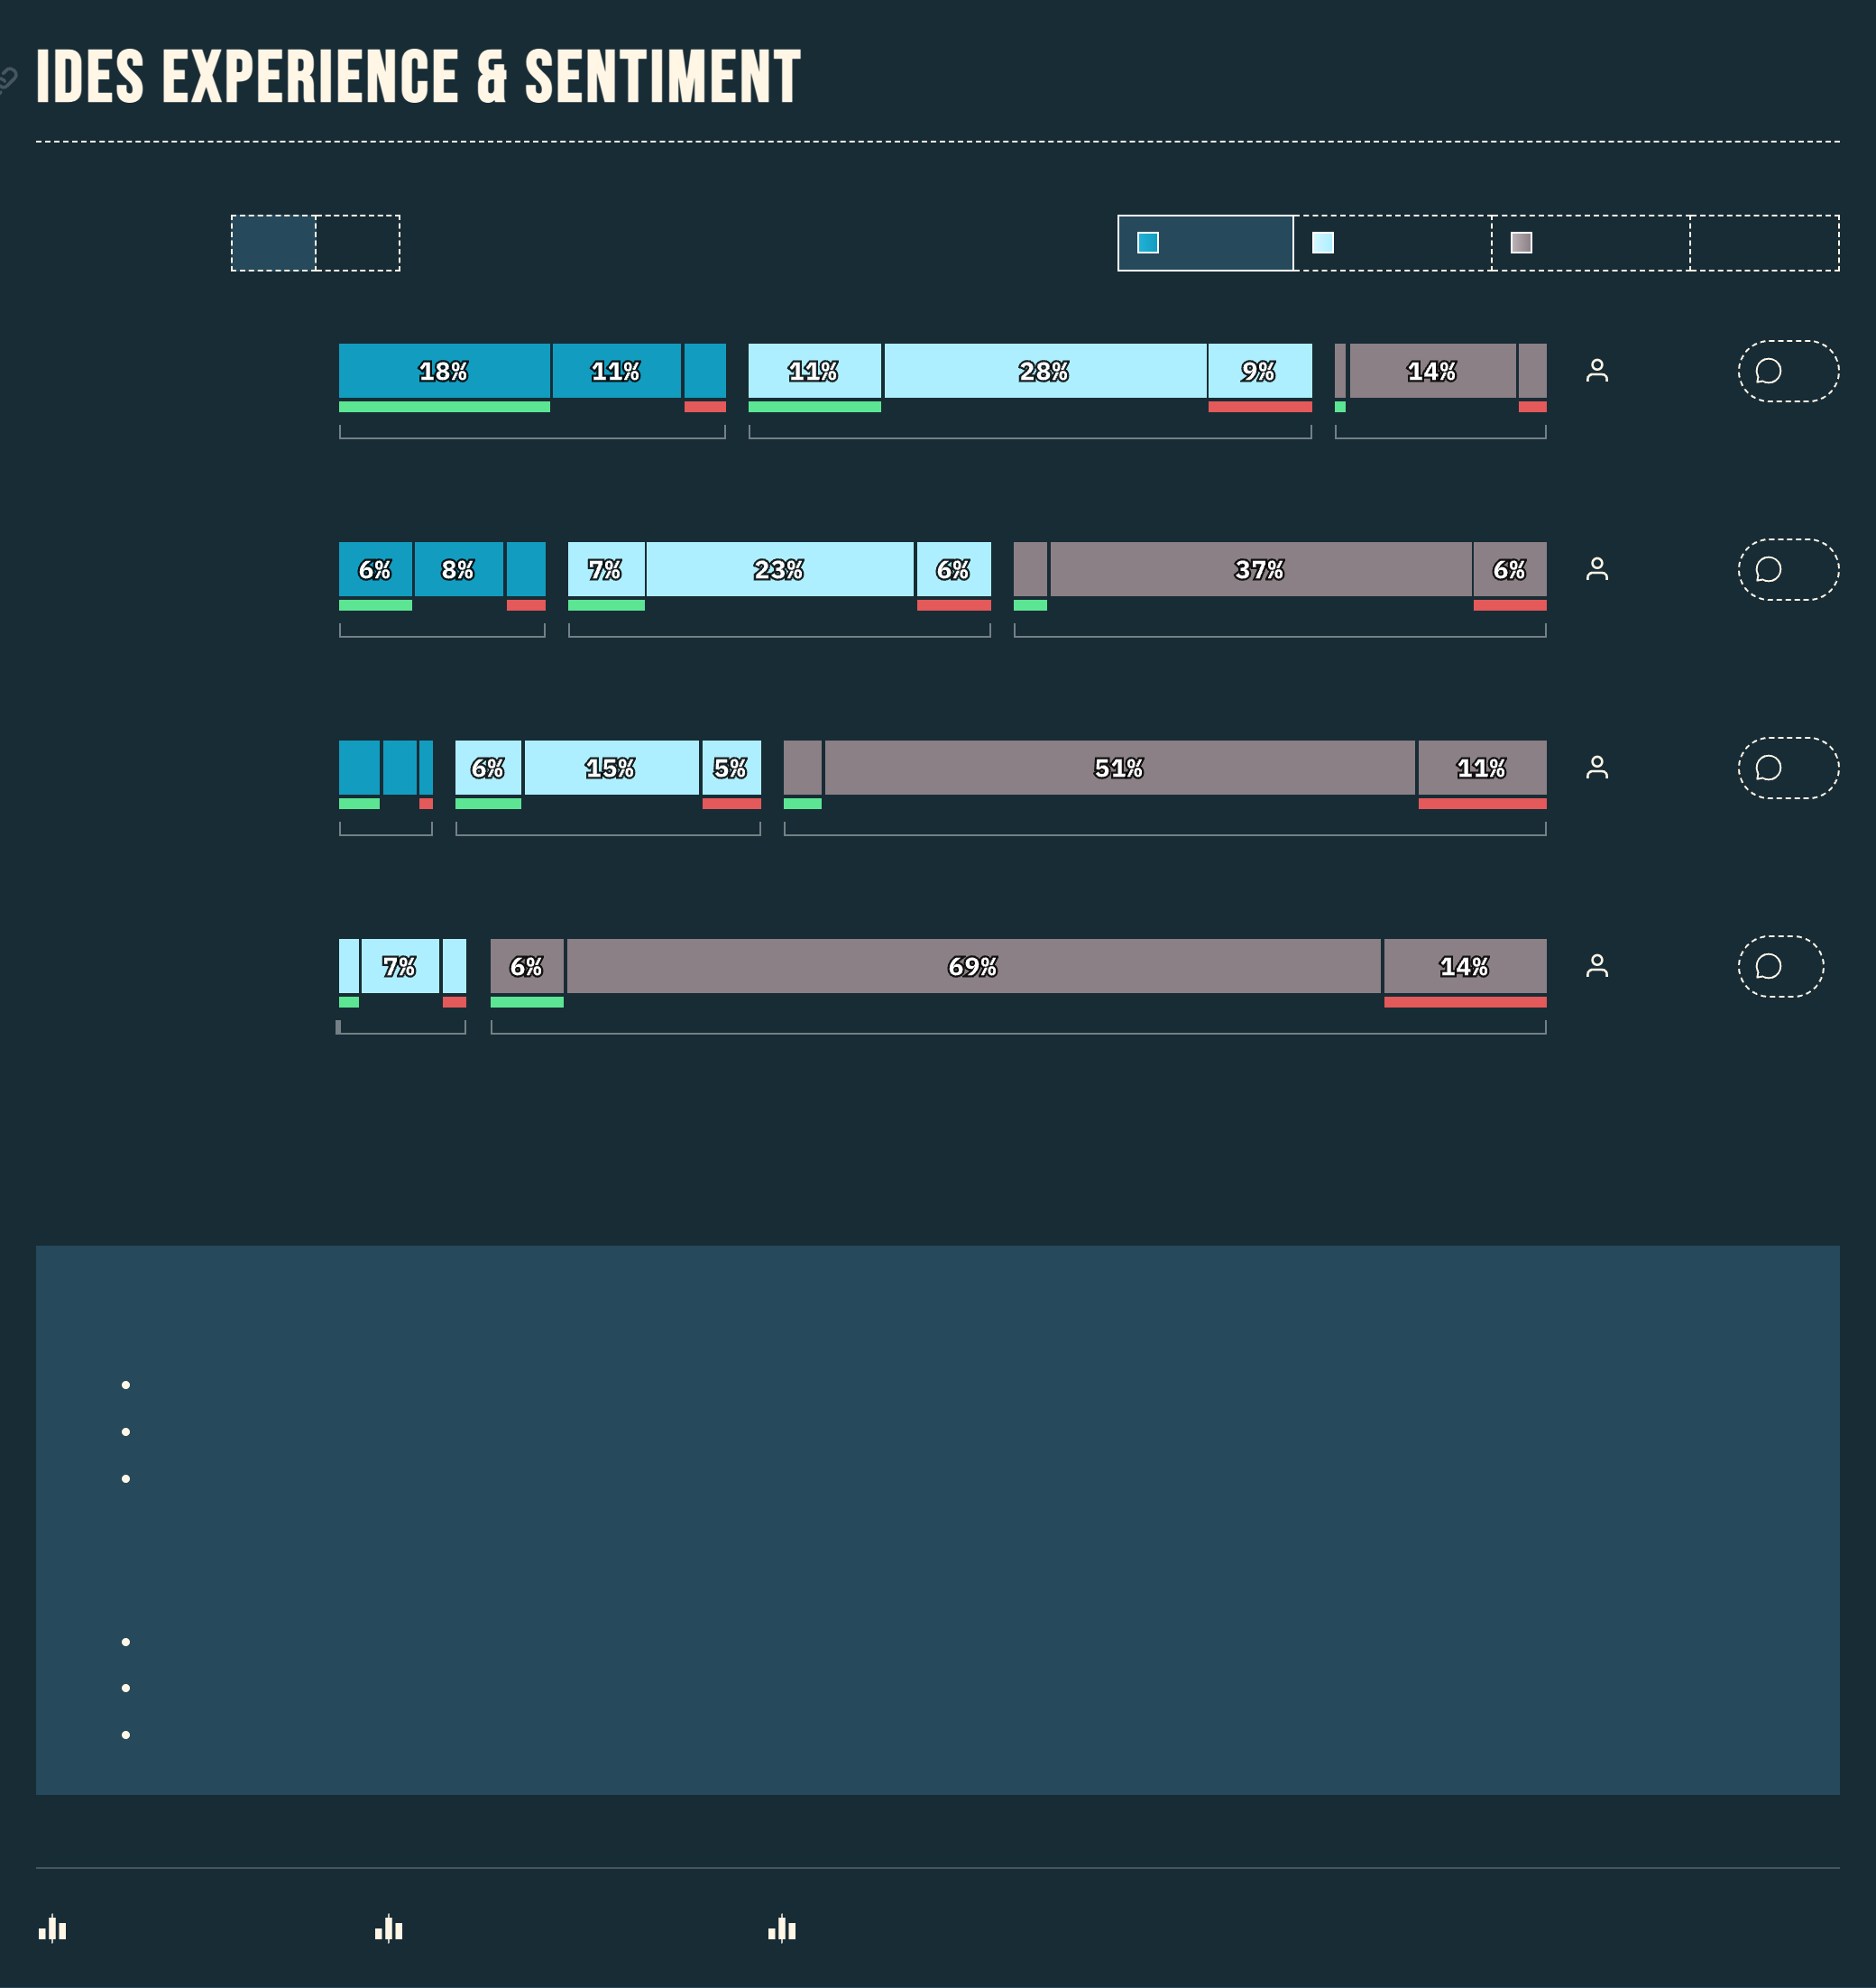 IDES EXPERIENCE & SENTIMENT
18% 11% 11% 28% 9% 14%
6% 8% 7% 23% 6% 37% 6%
6% 15% 5% 51% 11%
7% 6% 69% 14%